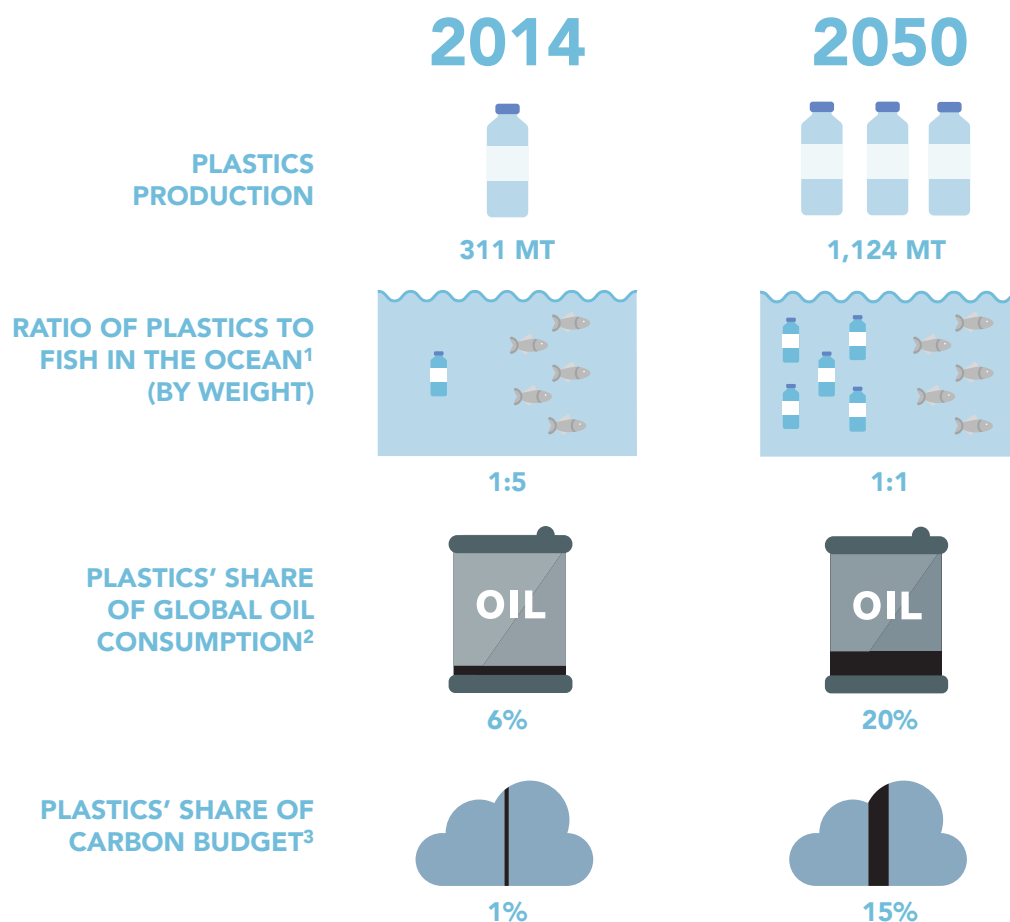 2014
2050
PLASTICS
PRODUCTION
311 MT
1,124 MT
RATIO OF PLASTICS TO
FISH IN THE OCEAN¹
(BY WEIGHT)
1:5
1:1
PLASTICS’ SHARE
OF GLOBAL OIL
CONSUMPTION²
OIL
OIL
6%
20%
PLASTICS’ SHARE OF
CARBON BUDGET³
1%
15%